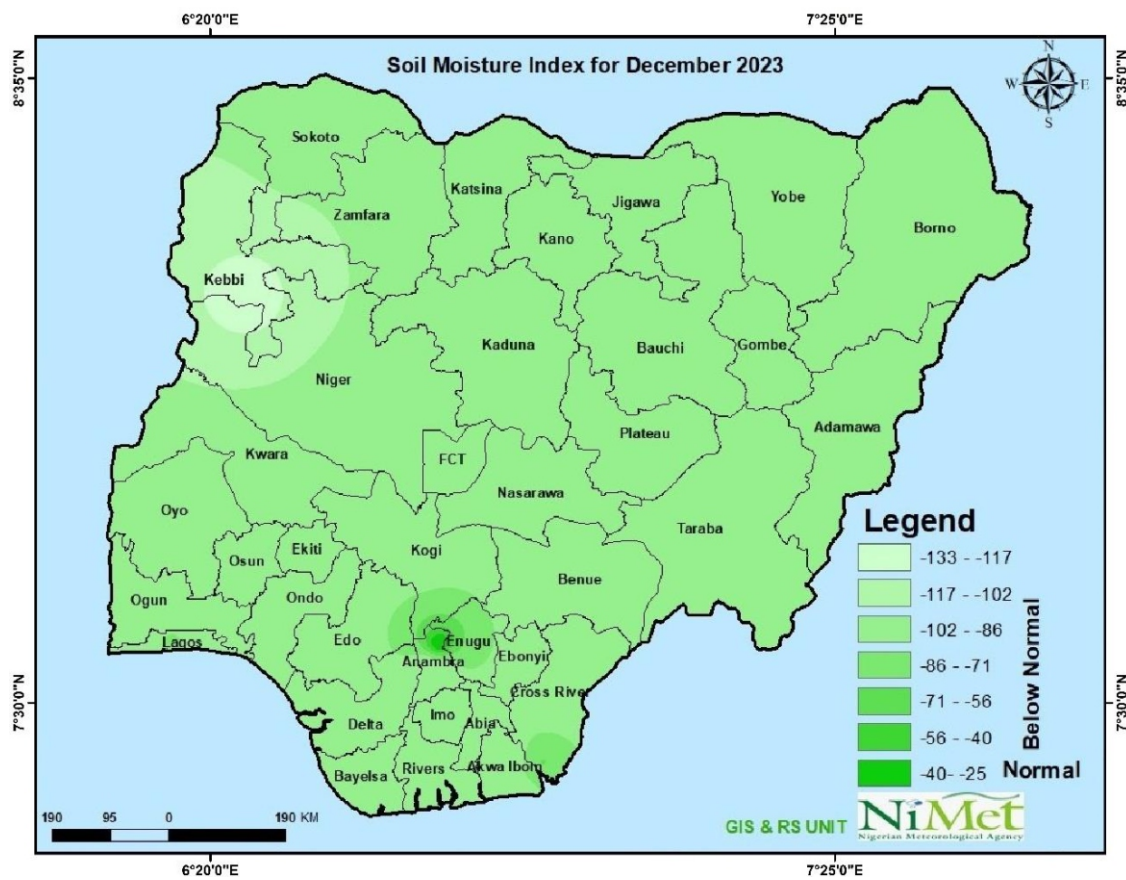 6°20'0"E 7°25'0"E
8°35'0"N 8°35'0"N
Soil Moisture Index for December 2023
N
W E
S
Sokoto
Katsina
Zamfara
Jigawa
Yobe
Kano
Borno
Kebbi
Kaduna
Bauchi
Gombe
Niger
Adamawa
Plateau
Kwara
FCT
Nasarawa
Oyo
Taraba
Kogi
Ekiti
Osun
Benue
Ogun
Ondo
Edo
Lagos
Enugu
Anambra
Ebonyi
Cross River
Imo
Abia
Delta
Bayelsa
Rivers
Akwa Ibom
7°30'0"N 7°30'0"N
Legend
-133 - -117
-117 - -102
-102 - -86
-86 - -71
-71 - -56
-56 - -40
-40- -25
Below Normal
Normal
190 95 0 190 KM
GIS & RS UNIT
NiMet
Nigerian Meteorological Agency
6°20'0"E 7°25'0"E